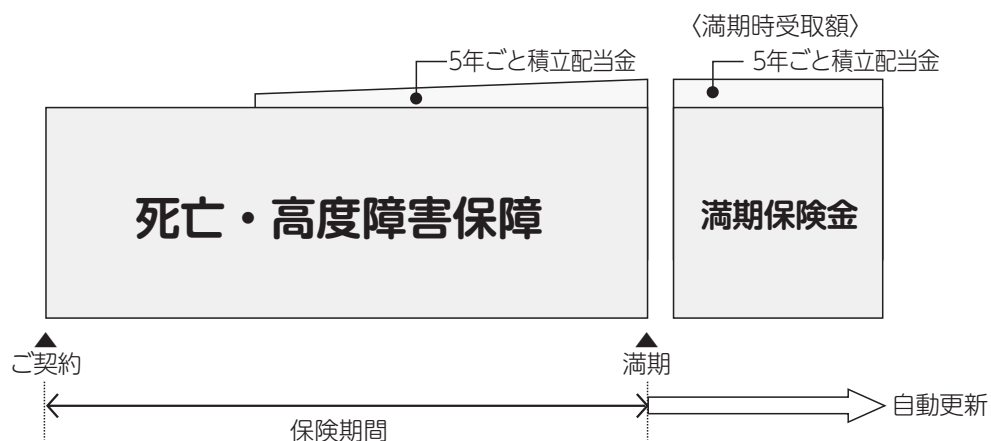 〈満期時受取額〉
5年ごと積立配当金
5年ごと積立配当金
死亡・高度障害保障
満期保険金
ご契約
満期
自動更新
保険期間